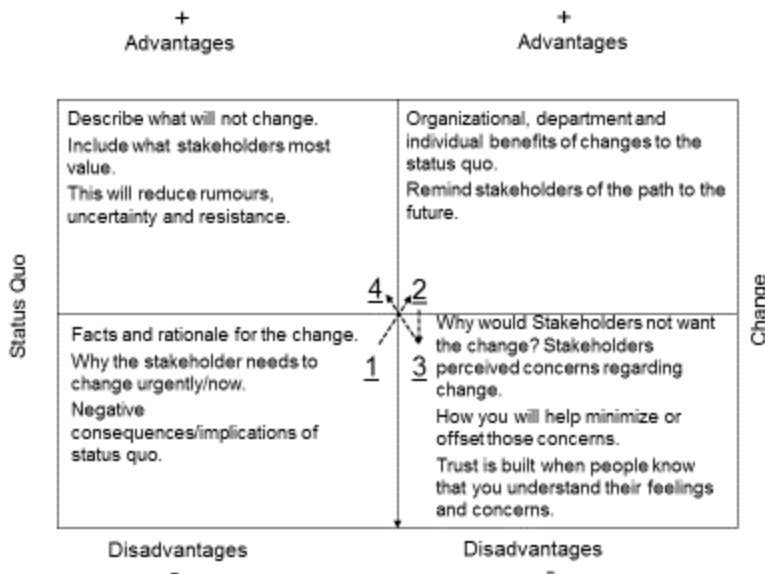 +
Advantages
+
Advantages
Describe what will not change.
Include what stakeholders most
value.
This will reduce rumours,
uncertainty and resistance.
Organizational, department and
individual benefits of changes to the
status quo.
Remind stakeholders of the path to the
future.
Status Quo
Change
4
2
Facts and rationale for the change.
Why the stakeholder needs to
change urgently/now.
Negative
consequences/implications of
status quo.
1
3
Why would Stakeholders not want
the change? Stakeholders
perceived concerns regarding
change.
How you will help minimize or
offset those concerns.
Trust is built when people know
that you understand their feelings
and concerns.
Disadvantages
Disadvantages